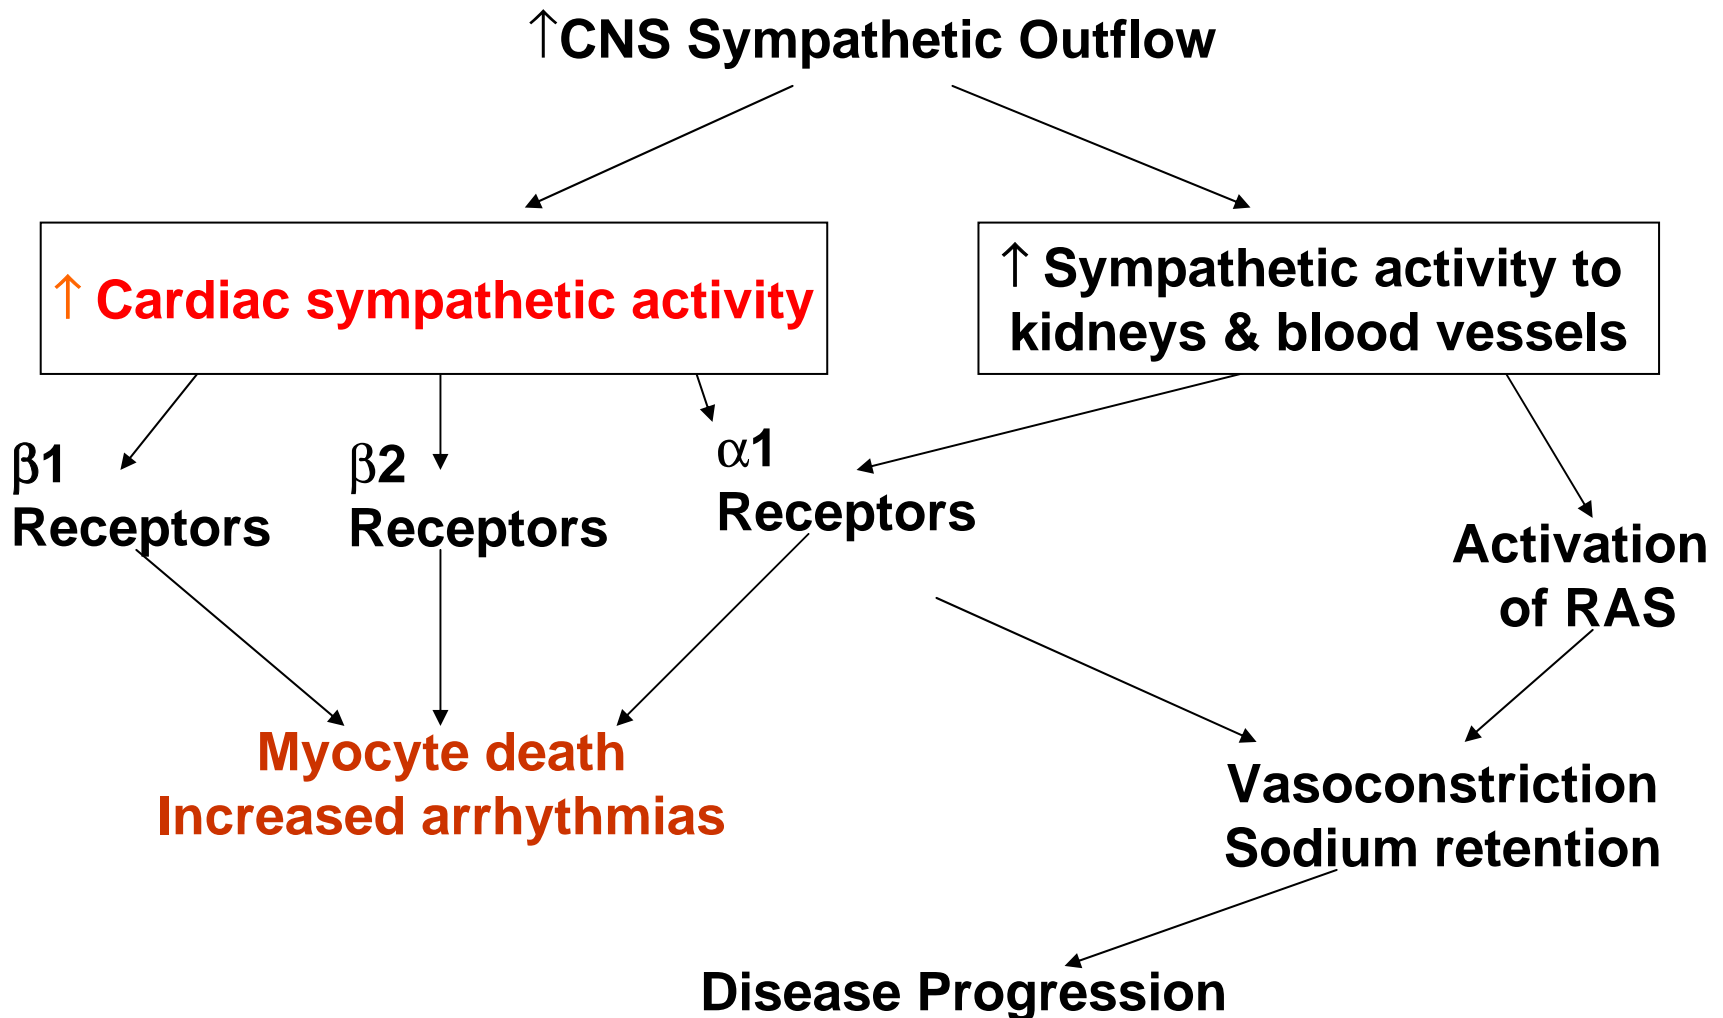 ↑CNS Sympathetic Outflow
↑ Cardiac sympathetic activity
↑ Sympathetic activity to
kidneys & blood vessels
β1
Receptors
β2
Receptors
α1
Receptors
Activation
of RAS
Myocyte death
Increased arrhythmias
Vasoconstriction
Sodium retention
Disease Progression